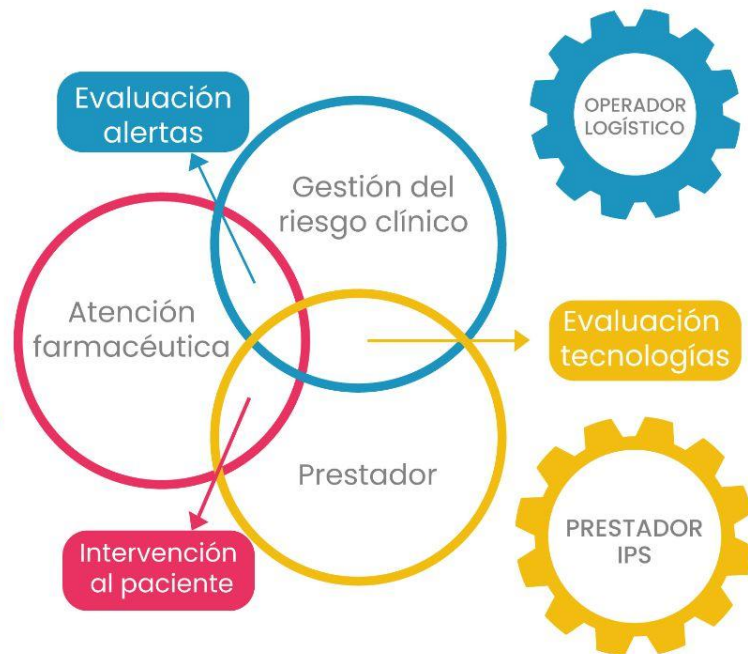 Evaluación
alertas
OPERADOR
LOGÍSTICO
Gestión del
riesgo clínico
Atención
farmacéutica
Evaluación
tecnologías
Prestador
PRESTADOR
IPS
Intervención
al paciente